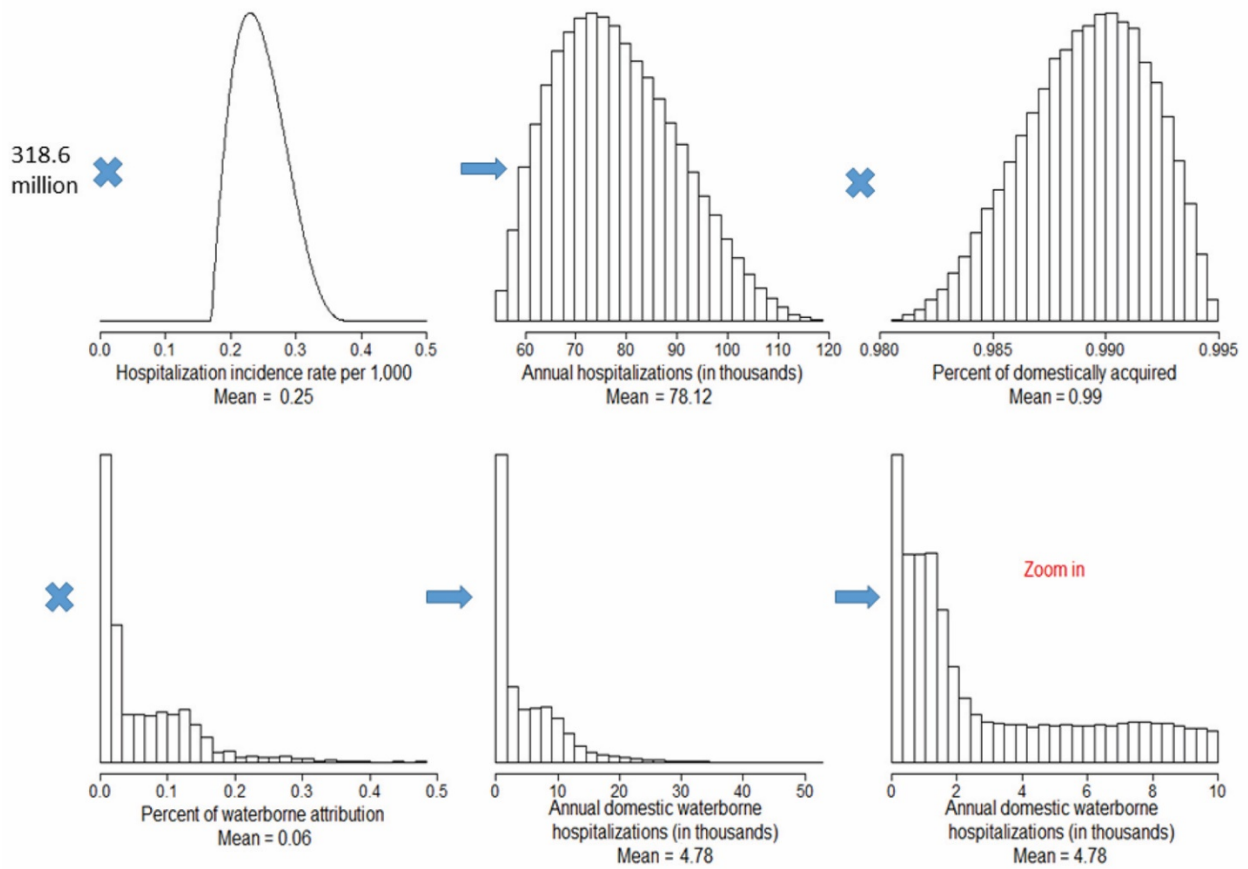 318.6
million
0.0 0.1 0.2 0.3 0.4 0.5
Hospitalization incidence rate per 1,000
Mean = 0.25
60 70 80 90 100 110 120
Annual hospitalizations (in thousands)
Mean = 78.12
0.980 0.985 0.990 0.995
Percent of domestically acquired
Mean = 0.99
0.0 0.1 0.2 0.3 0.4 0.5
Percent of waterborne attribution
Mean = 0.06
0 10 20 30 40 50
Annual domestic waterborne
hospitalizations (in thousands)
Mean = 4.78
Zoom in
0 2 4 6 8 10
Annual domestic waterborne
hospitalizations (in thousands)
Mean = 4.78